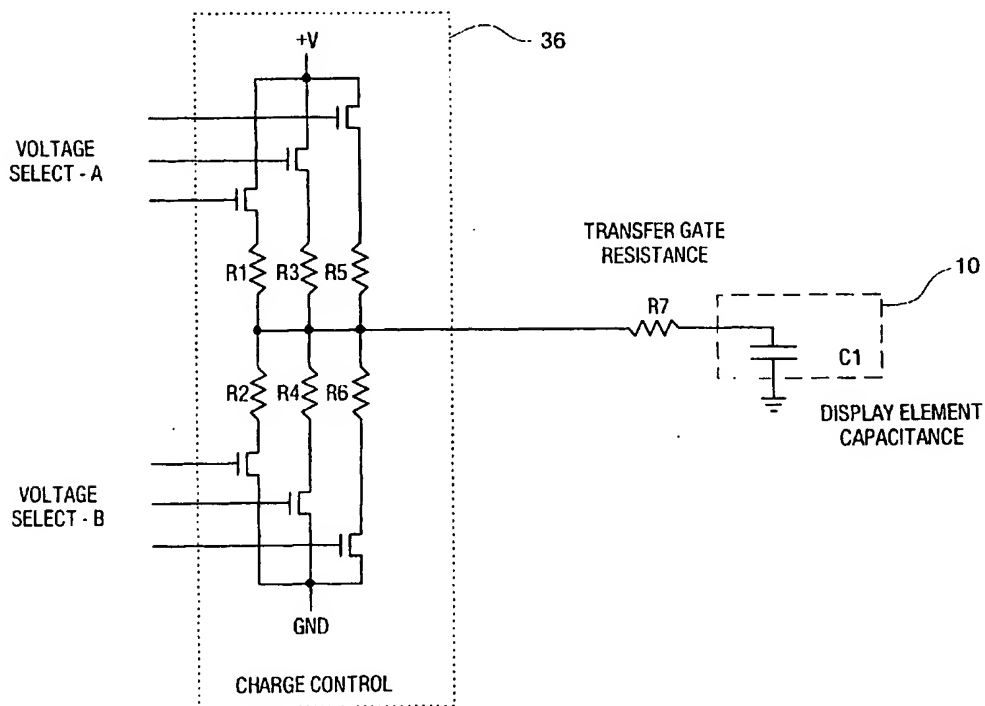 +V
36
VOLTAGE
SELECT - A
TRANSFER GATE
RESISTANCE
10
R1
R3
R5
R7
C1
R2
R4
R6
DISPLAY ELEMENT
CAPACITANCE
VOLTAGE
SELECT - B
GND
CHARGE CONTROL